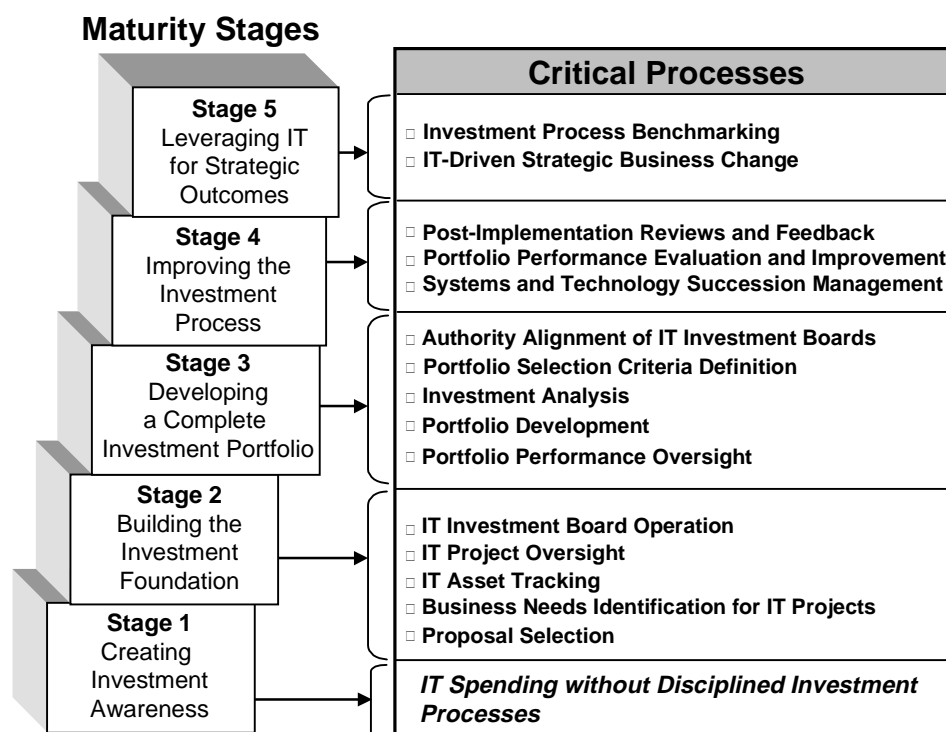 Maturity Stages
Critical Processes
Stage 5
Leveraging IT
for Strategic
Outcomes
Investment Process Benchmarking
IT-Driven Strategic Business Change
Stage 4
Improving the
Investment
Process
Post-Implementation Reviews and Feedback
Portfolio Performance Evaluation and Improvement
Systems and Technology Succession Management
Stage 3
Developing
a Complete
Investment Portfolio
Authority Alignment of IT Investment Boards
Portfolio Selection Criteria Definition
Investment Analysis
Portfolio Development
Portfolio Performance Oversight
Stage 2
Building the
Investment
Foundation
IT Investment Board Operation
IT Project Oversight
IT Asset Tracking
Business Needs Identification for IT Projects
Proposal Selection
Stage 1
Creating
Investment
Awareness
IT Spending without Disciplined Investment
Processes